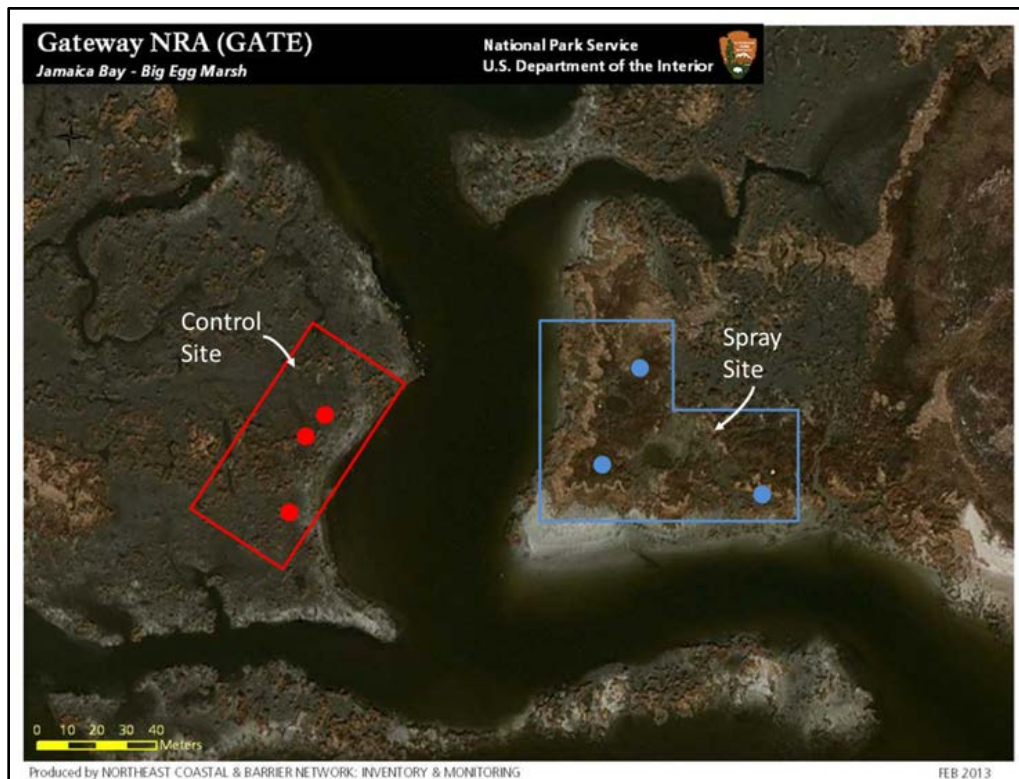 Gateway NRA (GATE)
Jamaica Bay - Big Egg Marsh
National Park Service
U.S. Department of the Interior
Control
Site
Spray
Site
0 10 20 30 40
Meters
Produced by NORTHEAST COASTAL & BARRIER NETWORK: INVENTORY & MONITORING
FEB 2013